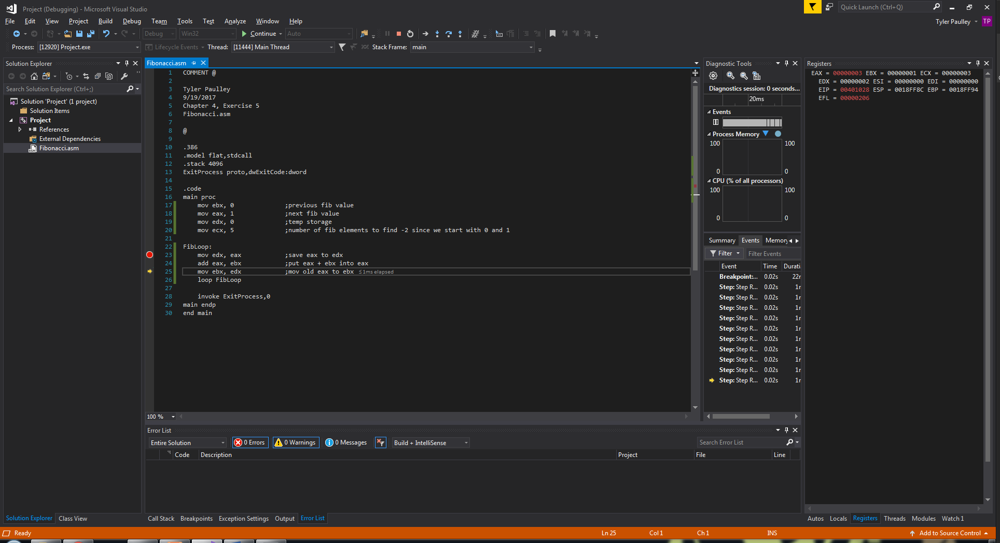 Project (Debugging) - Microsoft Visual Studio
Quick Launch (Ctrl+Q)
File Edit View Project Build Debug Team Tools Test Analyze Window Help
Tyler Paulley TP
Debug Win32 Continue Auto
Process: [12920] Project.exe Lifecycle Events Thread: [11444] Main Thread Stack Frame: main
Solution Explorer
Search Solution Explorer (Ctrl+;)
Solution 'Project' (1 project)
Solution Items
Project
References
External Dependencies
Fibonacci.asm
Solution Explorer Class View
Fibonacci.asm
1 COMMENT @
2
3 Tyler Paulley
4 9/19/2017
5 Chapter 4, Exercise 5
6 Fibonacci.asm
7
8 @
9
10 .386
11 .model flat,stdcall
12 .stack 4096
13 ExitProcess proto,dwExitCode:dword
14
15 .code
16 main proc
17 mov ebx, 0 ;previous fib value
18 mov eax, 1 ;next fib value
19 mov edx, 0 ;temp storage
20 mov ecx, 5 ;number of fib elements to find -2 since we start with 0 and 1
21
22 FibLoop:
23 mov edx, eax ;save eax to edx
24 add eax, ebx ;put eax + ebx into eax
25 mov ebx, edx ;mov old eax to ebx ≤1ms elapsed
26 loop FibLoop
27
28 invoke ExitProcess,0
29 main endp
30 end main
100 %
Error List
Entire Solution 0 Errors 0 Warnings 0 Messages Build + IntelliSense Search Error List
Code Description Project File Line
Call Stack Breakpoints Exception Settings Output Error List
Diagnostic Tools
Diagnostics session: 0 seconds...
20ms
Events
Process Memory
100 100
0 0
CPU (% of all processors)
100 100
0 0
Summary Events Memory
Filter Filter Events
Event Time Durati
Breakpoint:... 0.02s 22r
Step: Step R... 0.02s 1r
Step: Step R... 0.02s 1r
Step: Step R... 0.02s 1r
Step: Step R... 0.02s 1r
Step: Step R... 0.02s 1r
Step: Step R... 0.02s 1r
Step: Step R... 0.02s 1r
Step: Step R... 0.02s 1r
Step: Step R... 0.02s 1r
Step: Step R... 0.02s 1r
Registers
EAX = 00000003 EBX = 00000001 ECX = 00000003
EDX = 00000002 ESI = 00000000 EDI = 00000000
EIP = 00401028 ESP = 0018FF8C EBP = 0018FF94
EFL = 00000206
Autos Locals Registers Threads Modules Watch 1
Ready Ln 25 Col 1 Ch 1 INS Add to Source Control